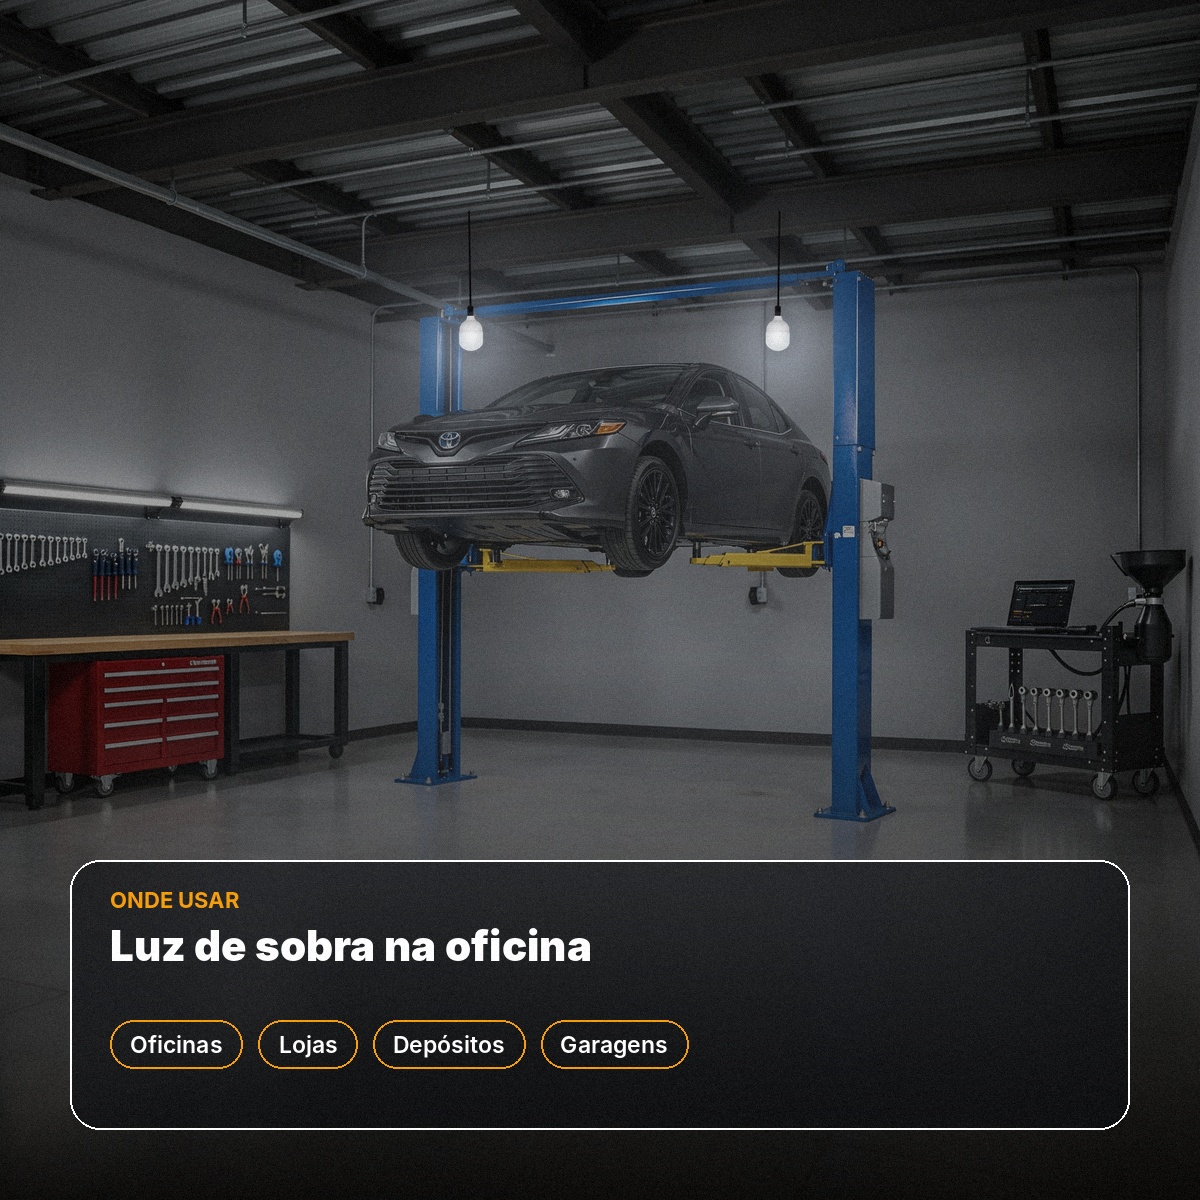 ONDE USAR
Luz de sobra na oficina
Oficinas
Lojas
Depósitos
Garagens